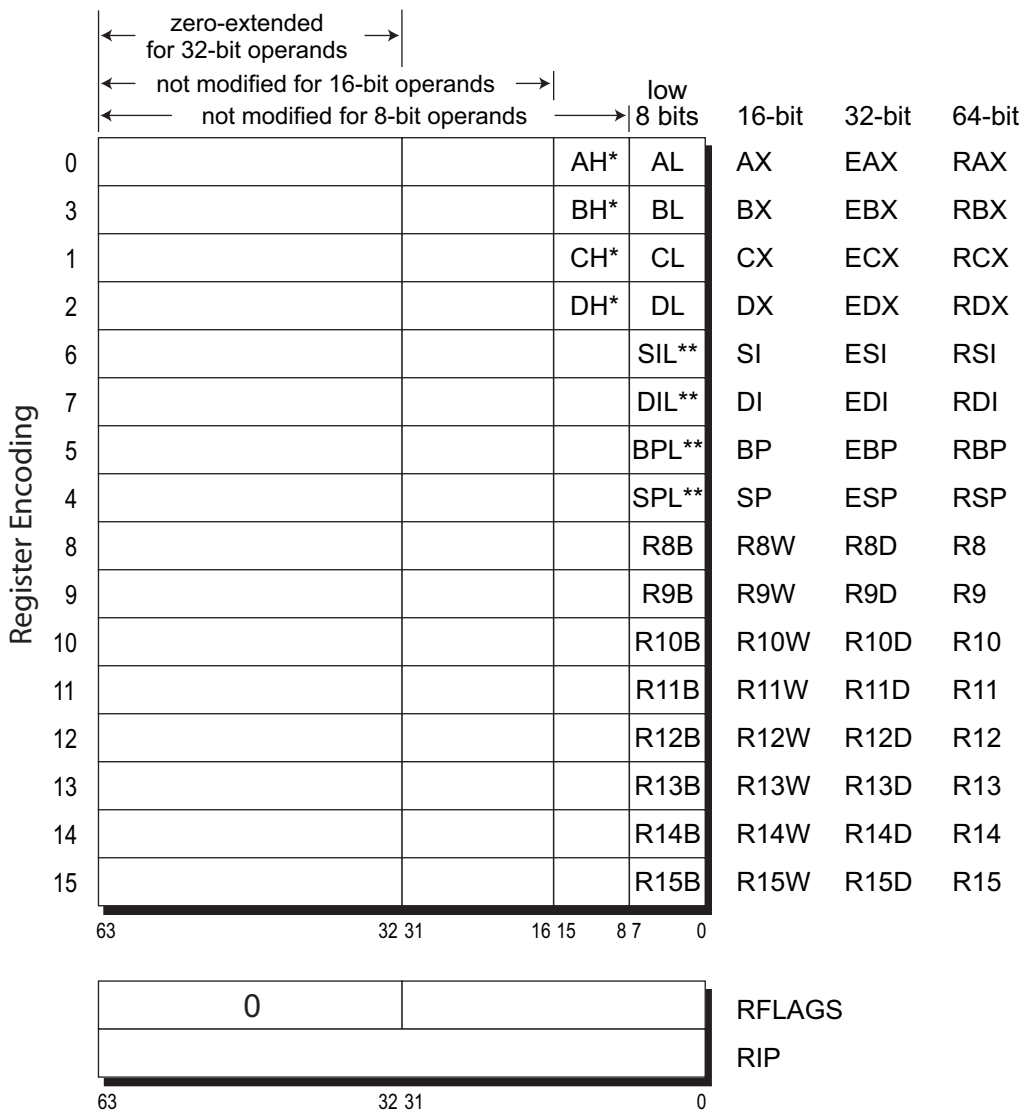 zero-extended
for 32-bit operands
not modified for 16-bit operands
not modified for 8-bit operands
low
8 bits 16-bit 32-bit 64-bit
Register Encoding
0 AH* AL AX EAX RAX
3 BH* BL BX EBX RBX
1 CH* CL CX ECX RCX
2 DH* DL DX EDX RDX
6 SIL** SI ESI RSI
7 DIL** DI EDI RDI
5 BPL** BP EBP RBP
4 SPL** SP ESP RSP
8 R8B R8W R8D R8
9 R9B R9W R9D R9
10 R10B R10W R10D R10
11 R11B R11W R11D R11
12 R12B R12W R12D R12
13 R13B R13W R13D R13
14 R14B R14W R14D R14
15 R15B R15W R15D R15
63 32 31 16 15 8 7 0
0 RFLAGS
RIP
63 32 31 0